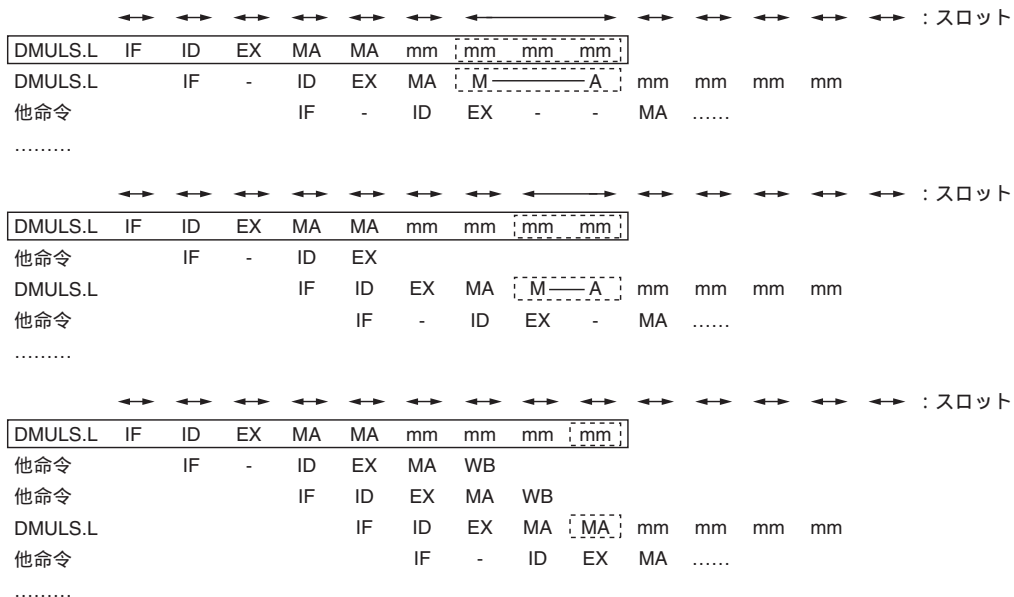 ：スロット
DMULS.L IF ID EX MA MA mm mm mm mm
DMULS.L IF - ID EX MA M A mm mm mm mm
他命令 IF - ID EX - - MA ……
………
：スロット
DMULS.L IF ID EX MA MA mm mm mm mm
他命令 IF - ID EX
DMULS.L IF ID EX MA M A mm mm mm mm
他命令 IF - ID EX - MA ……
………
：スロット
DMULS.L IF ID EX MA MA mm mm mm mm
他命令 IF - ID EX MA WB
他命令 IF ID EX MA WB
DMULS.L IF ID EX MA MA mm mm mm mm
他命令 IF - ID EX MA ……
………